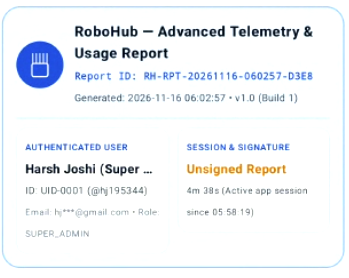 RoboHub — Advanced Telemetry &
Usage Report
Report ID: RH-RPT-20261116-060257-D3E8
Generated: 2026-11-16 06:02:57 • v1.0 (Build 1)
AUTHENTICATED USER
Harsh Joshi (Super ...
ID: UID-0001 (@hj195344)
Email: hj***@gmail.com • Role:
SUPER_ADMIN
SESSION & SIGNATURE
Unsigned Report
4m 38s (Active app session
since 05:58:19)